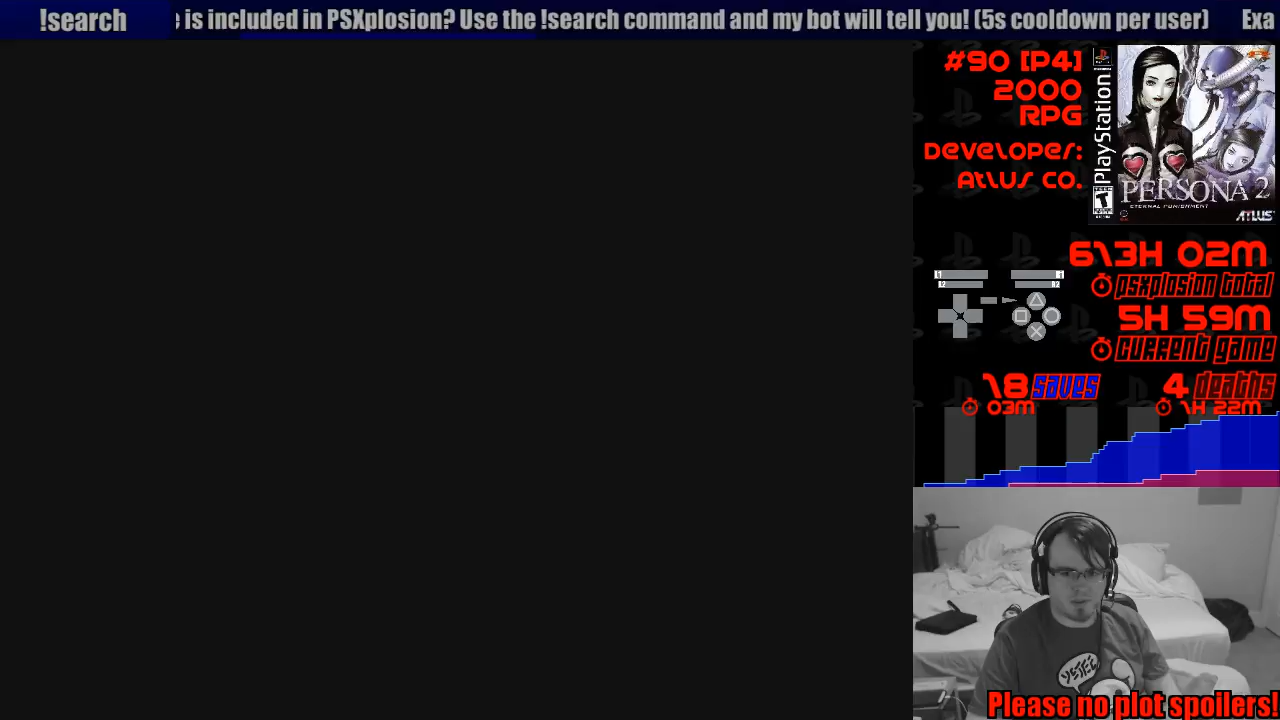 !search
e is included in PSXplosion? Use the !search command and my bot will tell you! (5s cooldown per user)
Exa
#90 [P4]
2000
RPG
Developer:
Atlus CO.
PlayStation
PERSONA 2
ETERNAL PUNISHMENT
ATLUS
613H 02M
psxplosion total
5H 59M
current game
18 saves
03M
4 deaths
1H 22M
YETEE
Please no plot spoilers!